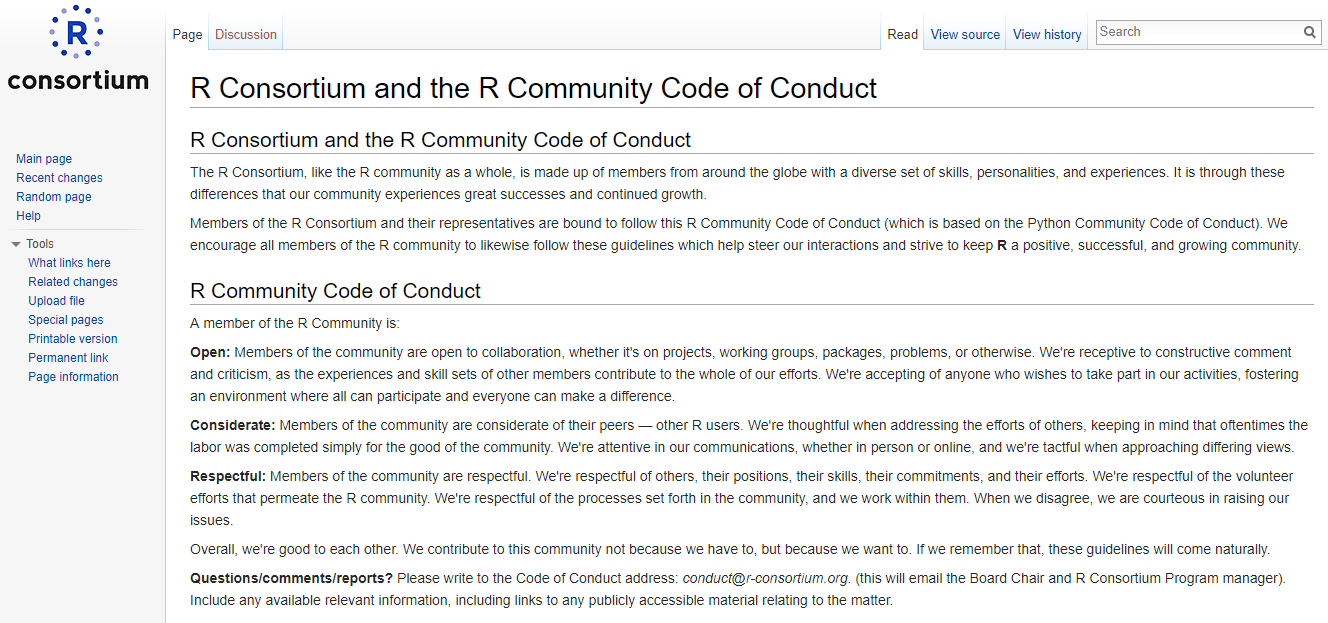 R
consortium
Page
Discussion
Read
View source
View history
Search
Main page
Recent changes
Random page
Help
Tools
What links here
Related changes
Upload file
Special pages
Printable version
Permanent link
Page information
R Consortium and the R Community Code of Conduct
R Consortium and the R Community Code of Conduct
The R Consortium, like the R community as a whole, is made up of members from around the globe with a diverse set of skills, personalities, and experiences. It is through these
differences that our community experiences great successes and continued growth.
Members of the R Consortium and their representatives are bound to follow this R Community Code of Conduct (which is based on the Python Community Code of Conduct). We
encourage all members of the R community to likewise follow these guidelines which help steer our interactions and strive to keep R a positive, successful, and growing community.
R Community Code of Conduct
A member of the R Community is:
Open: Members of the community are open to collaboration, whether it's on projects, working groups, packages, problems, or otherwise. We're receptive to constructive comment
and criticism, as the experiences and skill sets of other members contribute to the whole of our efforts. We're accepting of anyone who wishes to take part in our activities, fostering
an environment where all can participate and everyone can make a difference.
Considerate: Members of the community are considerate of their peers — other R users. We're thoughtful when addressing the efforts of others, keeping in mind that oftentimes the
labor was completed simply for the good of the community. We're attentive in our communications, whether in person or online, and we're tactful when approaching differing views.
Respectful: Members of the community are respectful. We're respectful of others, their positions, their skills, their commitments, and their efforts. We're respectful of the volunteer
efforts that permeate the R community. We're respectful of the processes set forth in the community, and we work within them. When we disagree, we are courteous in raising our
issues.
Overall, we're good to each other. We contribute to this community not because we have to, but because we want to. If we remember that, these guidelines will come naturally.
Questions/comments/reports? Please write to the Code of Conduct address: conduct@r-consortium.org. (this will email the Board Chair and R Consortium Program manager).
Include any available relevant information, including links to any publicly accessible material relating to the matter.